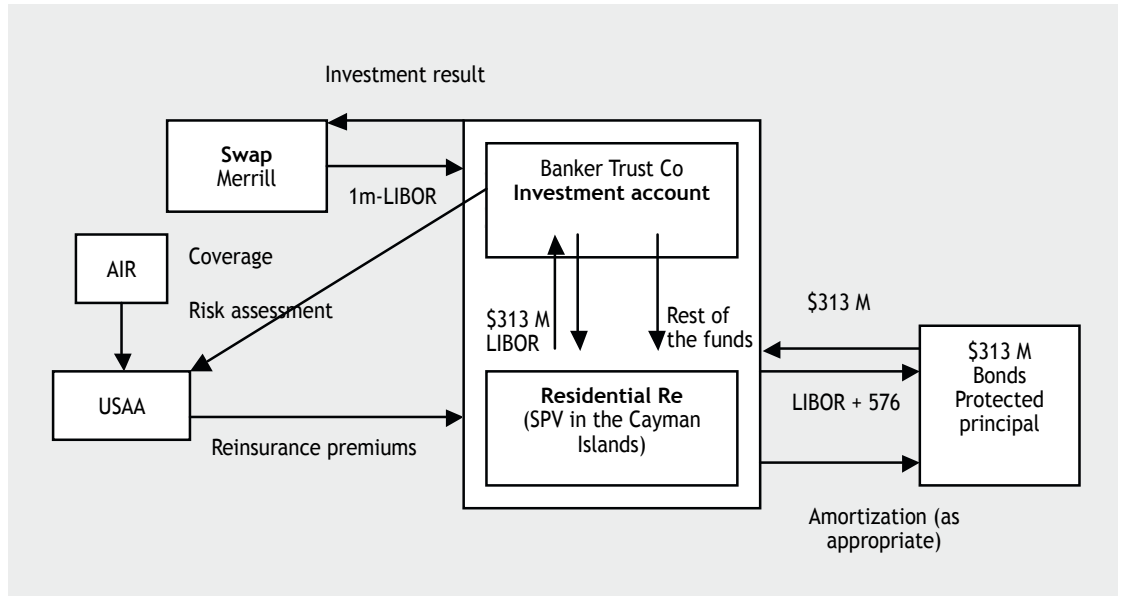 Investment result
Swap
Merrill
1m-LIBOR
Banker Trust Co
Investment account
AIR
Coverage
Risk assessment
$313 M
LIBOR
Rest of
the funds
$313 M
USAA
Reinsurance premiums
Residential Re
(SPV in the Cayman
Islands)
LIBOR + 576
$313 M
Bonds
Protected
principal
Amortization (as
appropriate)